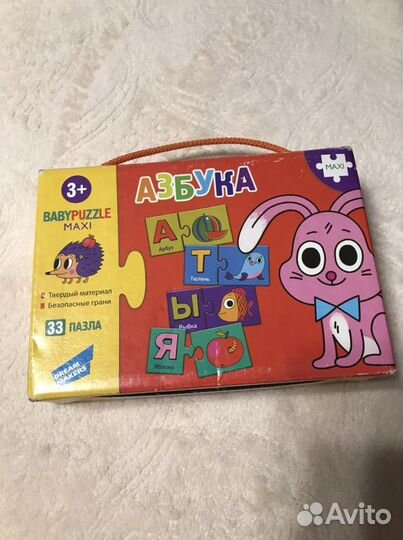 3+
АЗБУКА
MAXI
BABYPUZZLE
MAXI
А
Арбуз
Т
Тюлень
Ы
Рыбка
Я
Яблоко
Твердый материал
Безопасные грани
33 ПАЗЛА
DREAM
MAKERS
Avito